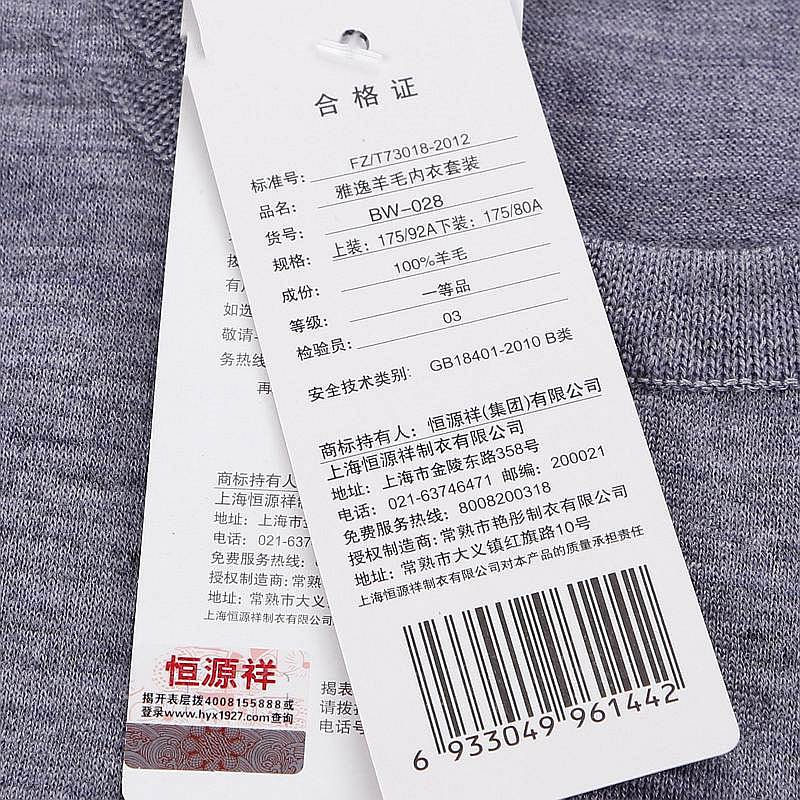 合格证
标准号: FZ/T73018-2012
品名: 雅逸羊毛内衣套装
货号: BW-028
规格: 上装：175/92A下装：175/80A
成份: 100%羊毛
等级: 一等品
检验员: 03
安全技术类别: GB18401-2010 B类
商标持有人：恒源祥(集团)有限公司
上海恒源祥制衣有限公司
地址：上海市金陵东路358号
电话：021-63746471 邮编：200021
免费服务热线：8008200318
授权制造商：常熟市艳彤制衣有限公司
地址：常熟市大义镇红旗路10号
上海恒源祥制衣有限公司对本产品的质量承担责任
6 933049 961442
有
如选
敬请
务热线
再
商标持有人
上海恒源祥
地址：上海市金
电话：021-637
免费服务热线：
授权制造商：常熟
地址：常熟市大义
上海恒源祥制衣有限公
恒源祥
揭开表层拨4008155888或
登录www.hyx1927.com查询
揭表
请拨
电话号